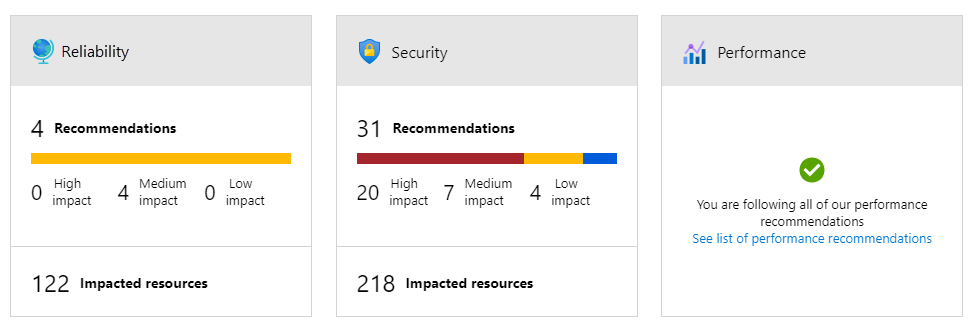 Reliability
4 Recommendations
0 High impact 4 Medium impact 0 Low impact
122 Impacted resources
Security
31 Recommendations
20 High impact 7 Medium impact 4 Low impact
218 Impacted resources
Performance
You are following all of our performance
recommendations
See list of performance recommendations